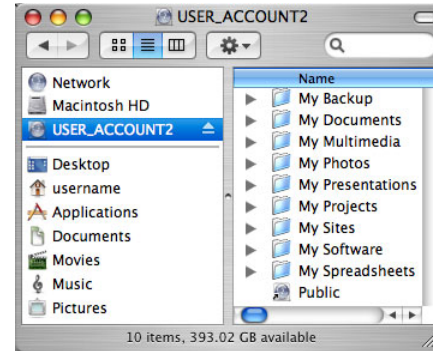 USER_ACCOUNT2
Network
Macintosh HD
USER_ACCOUNT2
Desktop
username
Applications
Documents
Movies
Music
Pictures
Name
My Backup
My Documents
My Multimedia
My Photos
My Presentations
My Projects
My Sites
My Software
My Spreadsheets
Public
10 items, 393.02 GB available